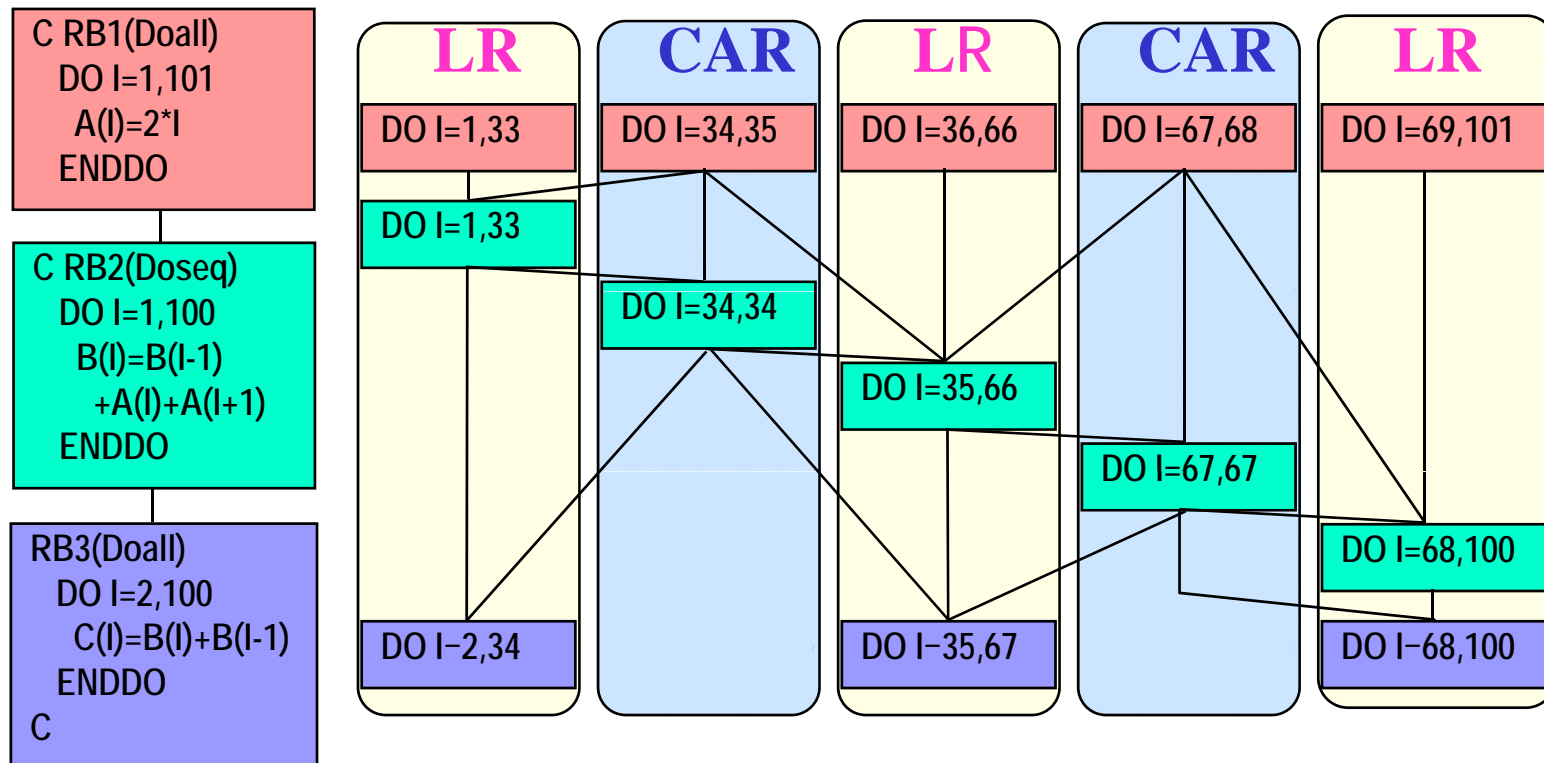 C RB1(Doall)
DO I=1,101
A(I)=2*I
ENDDO
C RB2(Doseq)
DO I=1,100
B(I)=B(I-1)
+A(I)+A(I+1)
ENDDO
RB3(Doall)
DO I=2,100
C(I)=B(I)+B(I-1)
ENDDO
C
LR
DO I=1,33
DO I=1,33
DO I−2,34
CAR
DO I=34,35
DO I=34,34
LR
DO I=36,66
DO I=35,66
DO I−35,67
CAR
DO I=67,68
DO I=67,67
LR
DO I=69,101
DO I=68,100
DO I−68,100